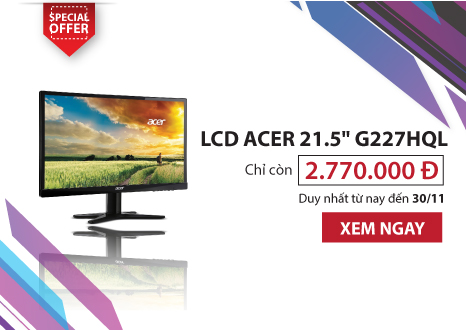 SPECIAL
OFFER
acer
acer
LCD ACER 21.5" G227HQL
Chỉ còn 2.770.000 Đ
Duy nhất từ nay đến 30/11
XEM NGAY